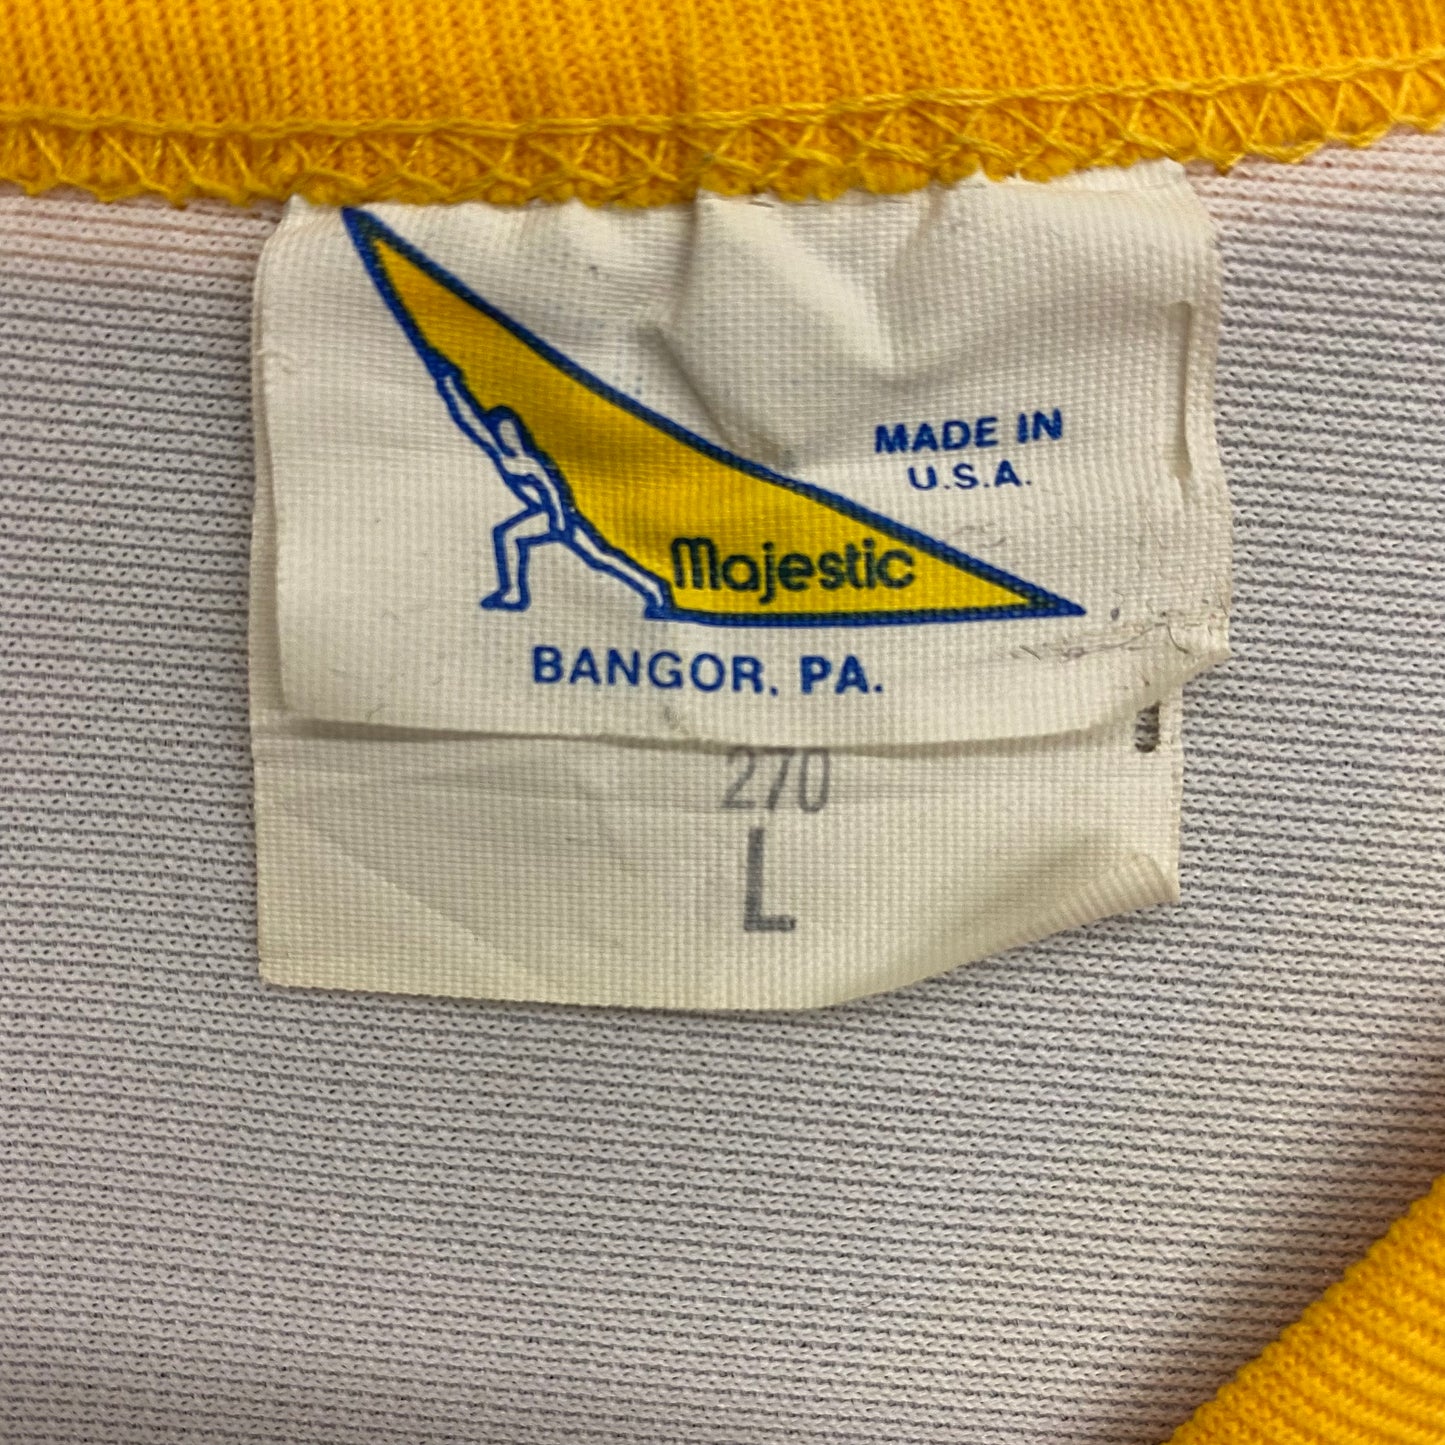 MADE IN
U.S.A.
Majestic
BANGOR, PA.
270
L